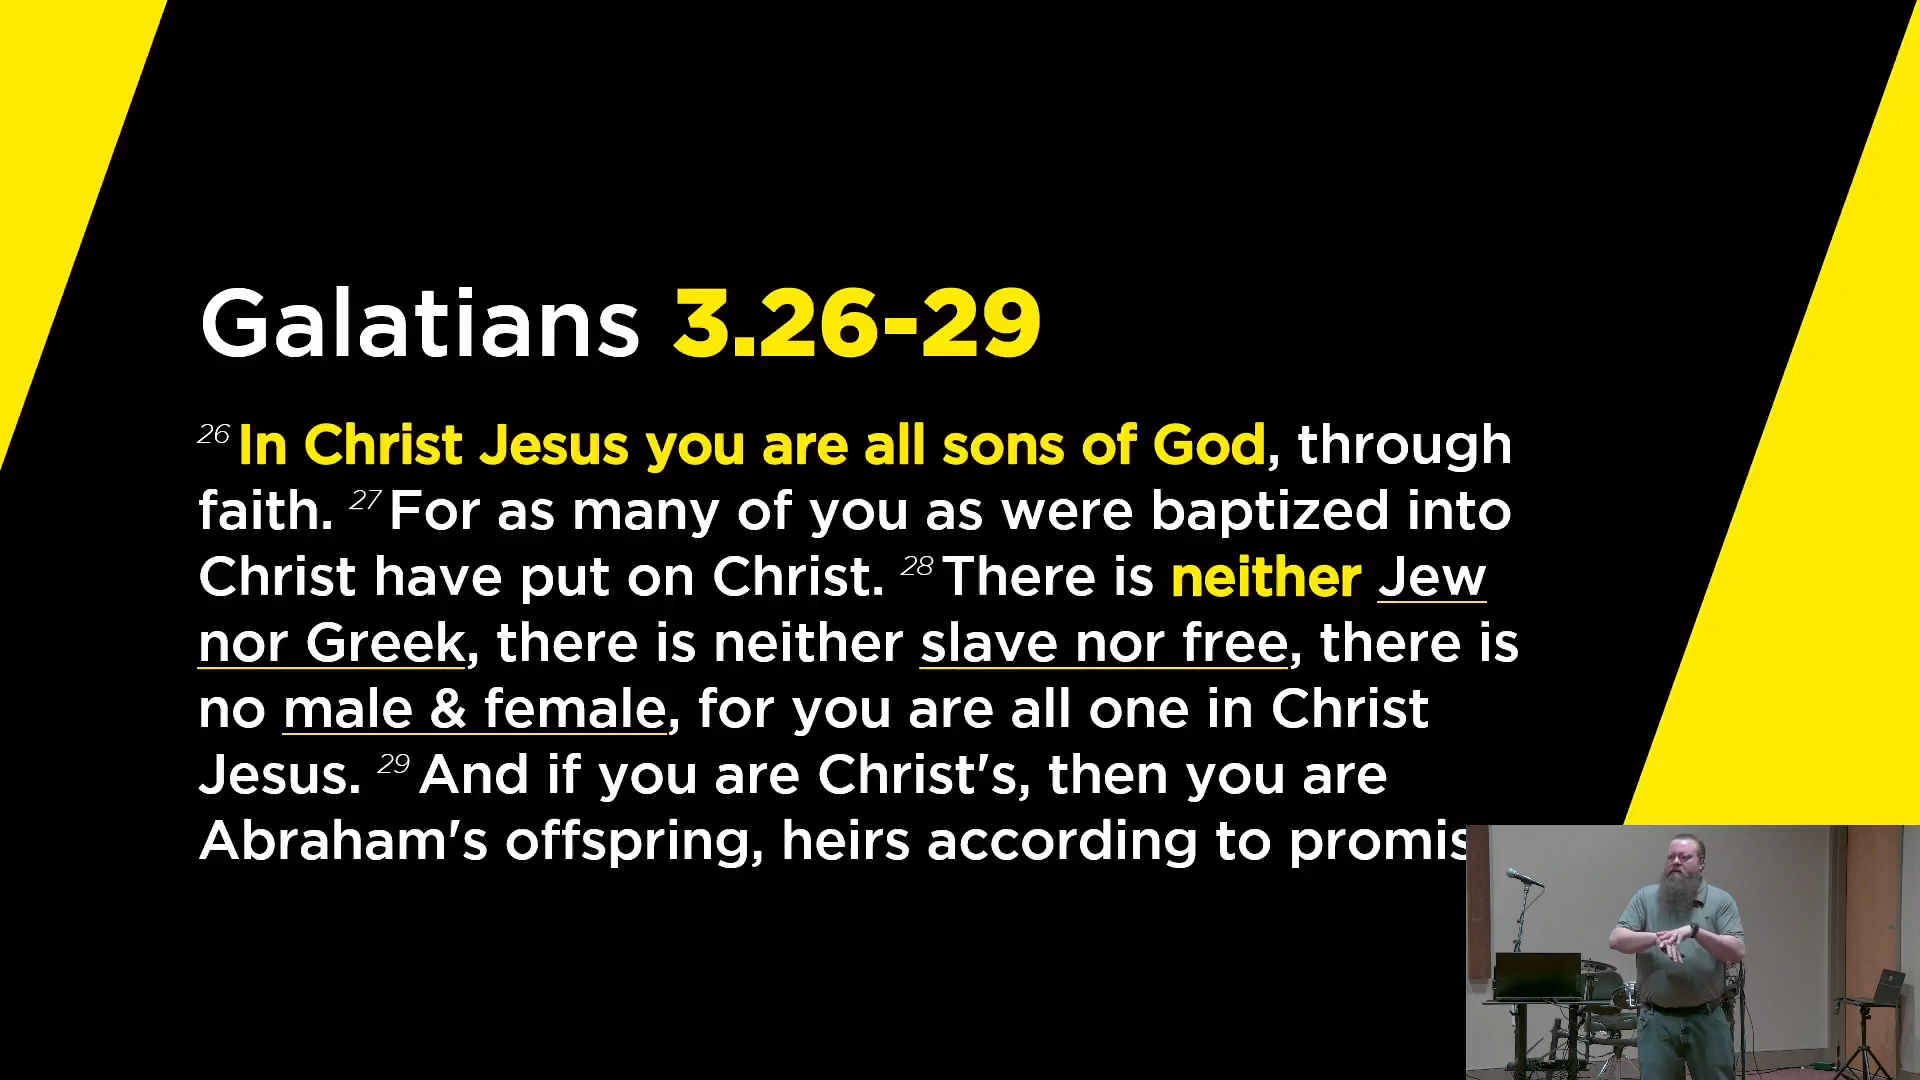 Galatians 3.26-29
26 In Christ Jesus you are all sons of God, through
faith. 27 For as many of you as were baptized into
Christ have put on Christ. 28 There is neither Jew
nor Greek, there is neither slave nor free, there is
no male & female, for you are all one in Christ
Jesus. 29 And if you are Christ's, then you are
Abraham's offspring, heirs according to